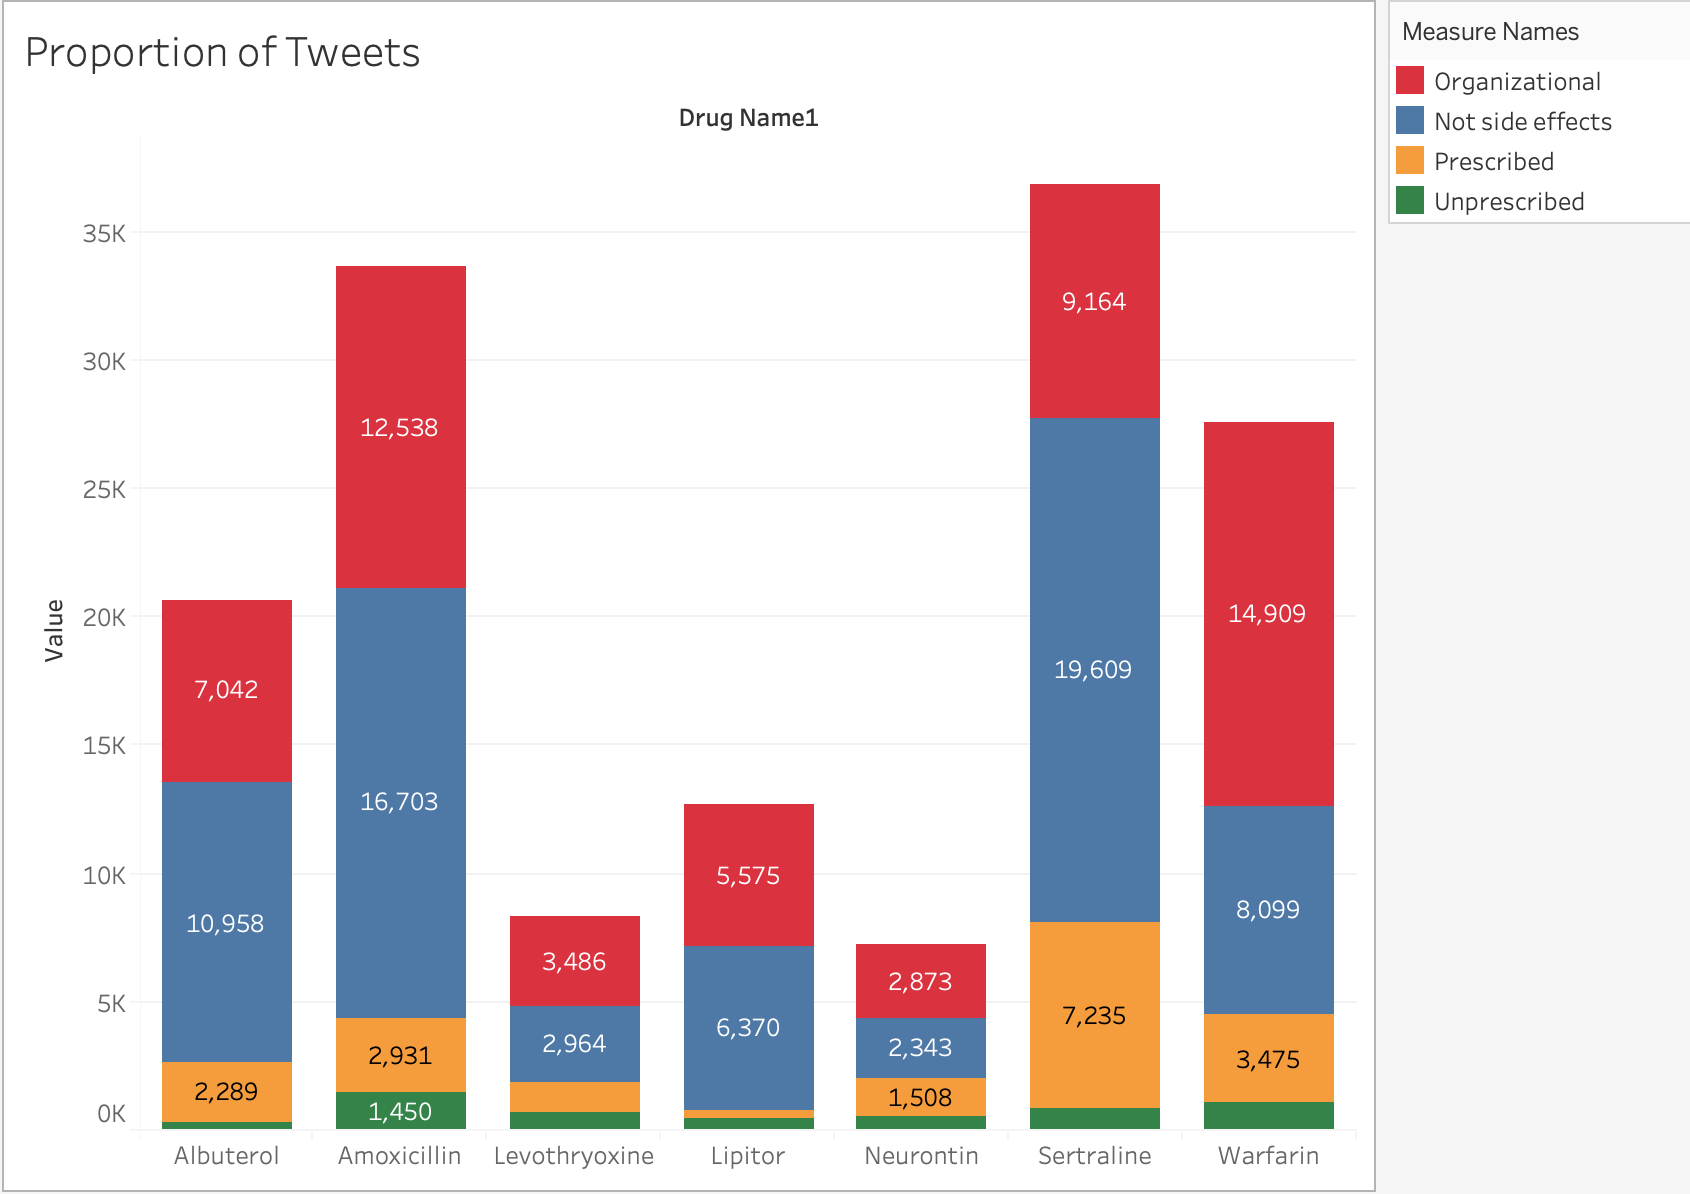 Proportion of Tweets
Drug Name1
Value
35K
30K
25K
20K
15K
10K
5K
0K
7,042
10,958
2,289
12,538
16,703
2,931
1,450
3,486
2,964
5,575
6,370
2,873
2,343
1,508
9,164
19,609
7,235
14,909
8,099
3,475
Albuterol Amoxicillin Levothryoxine Lipitor Neurontin Sertraline Warfarin
Measure Names
Organizational
Not side effects
Prescribed
Unprescribed